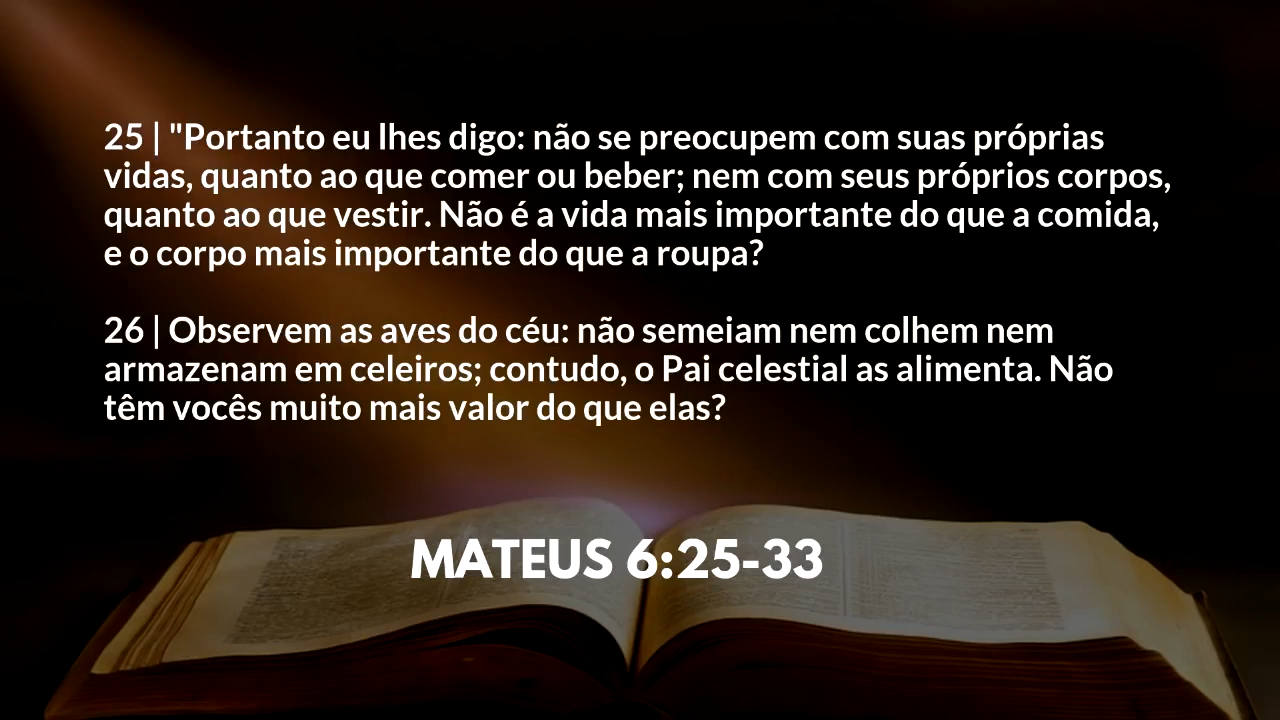 25 | "Portanto eu lhes digo: não se preocupem com suas próprias
vidas, quanto ao que comer ou beber; nem com seus próprios corpos,
quanto ao que vestir. Não é a vida mais importante do que a comida,
e o corpo mais importante do que a roupa?
26 | Observem as aves do céu: não semeiam nem colhem nem
armazenam em celeiros; contudo, o Pai celestial as alimenta. Não
têm vocês muito mais valor do que elas?
MATEUS 6:25-33